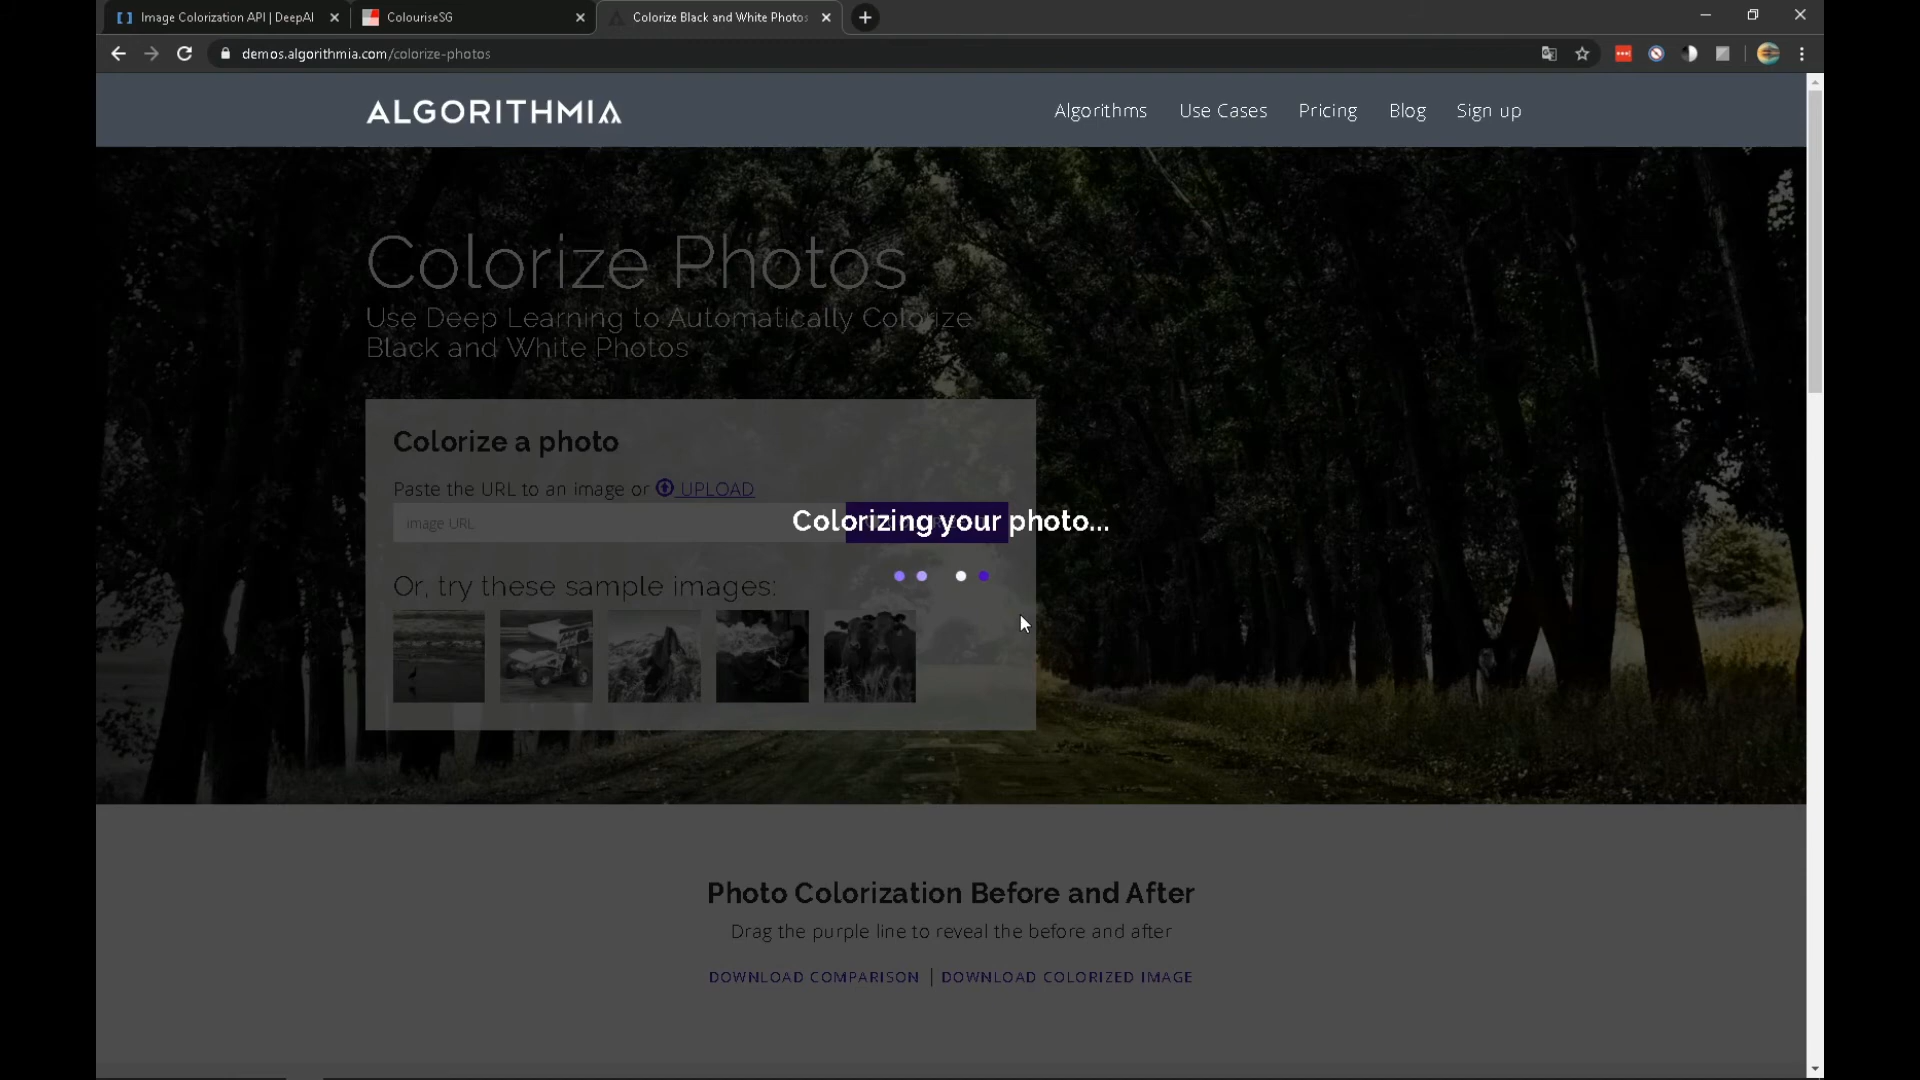 Image Colorization API | DeepAI
ColouriseSG
Colorize Black and White Photos
demos.algorithmia.com/colorize-photos
ALGORITHMIA
Algorithms
Use Cases
Pricing
Blog
Sign up
Colorize Photos
Use Deep Learning to Automatically Colorize
Black and White Photos
Colorize a photo
Paste the URL to an image or UPLOAD
image URL
Colorizing your photo...
Or, try these sample images:
Photo Colorization Before and After
Drag the purple line to reveal the before and after
DOWNLOAD COMPARISON | DOWNLOAD COLORIZED IMAGE